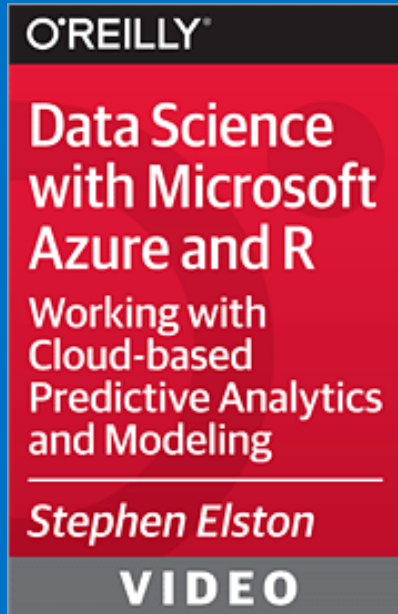 O'REILLY®
Data Science
with Microsoft
Azure and R
Working with
Cloud-based
Predictive Analytics
and Modeling
Stephen Elston
VIDEO